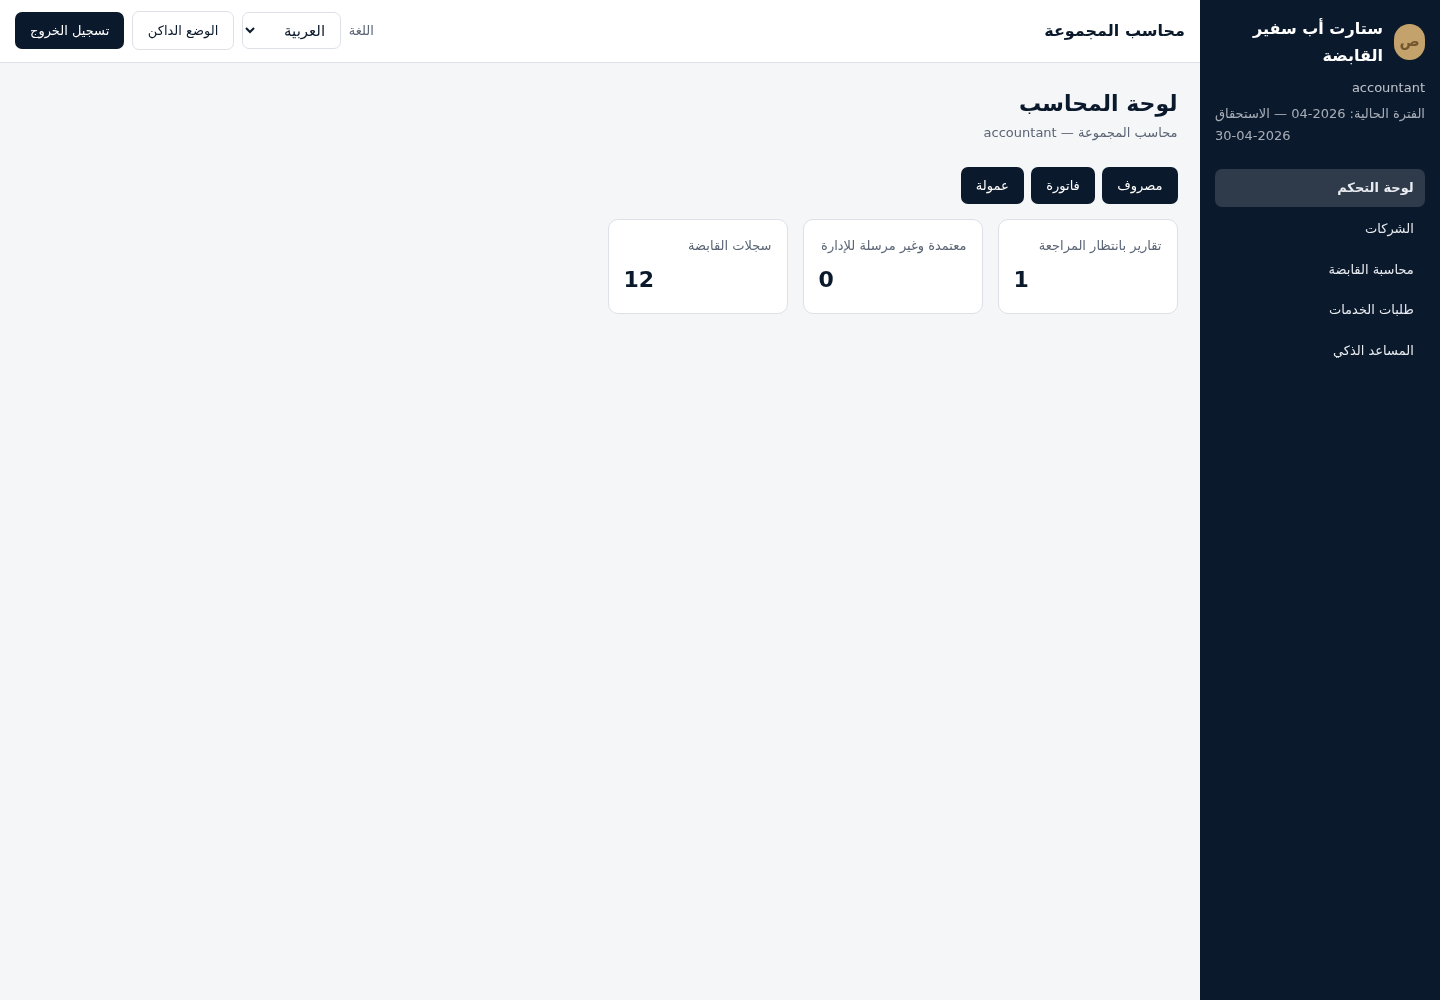 ص
ستارت أب سفير
القابضة
accountant
الفترة الحالية: 2026-04 — الاستحقاق
30-04-2026
لوحة التحكم
الشركات
محاسبة القابضة
طلبات الخدمات
المساعد الذكي
محاسب المجموعة
اللغة
العربية
الوضع الداكن
تسجيل الخروج
لوحة المحاسب
محاسب المجموعة — accountant
مصروف
فاتورة
عمولة
تقارير بانتظار المراجعة
1
معتمدة وغير مرسلة للإدارة
0
سجلات القابضة
12